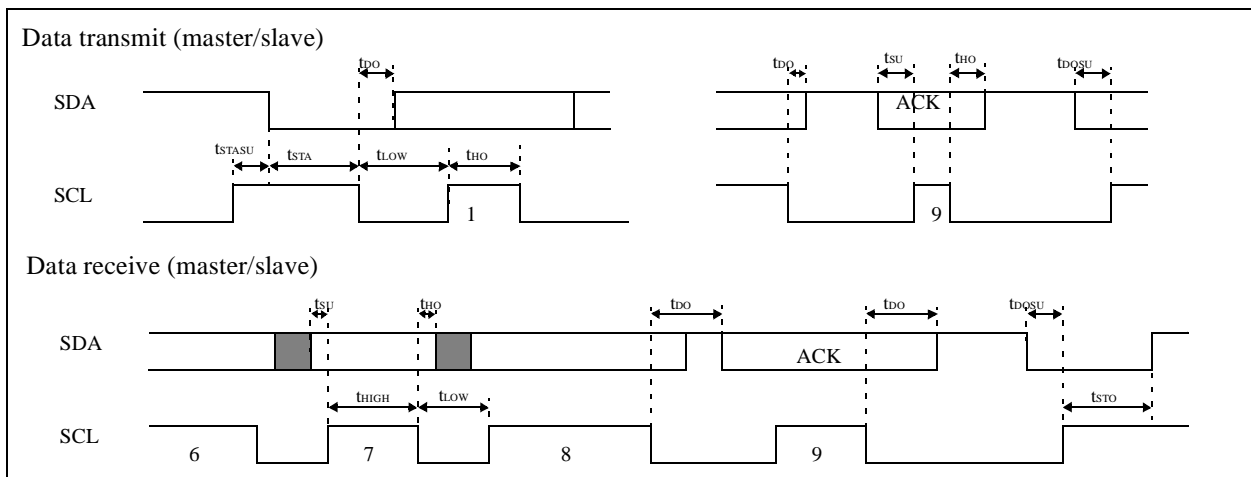 Data transmit (master/slave)
tDO tDO tSU tHO tDOSU
SDA ACK
tSTASU tSTA tLOW tHO
SCL
1 9
Data receive (master/slave)
tSU tHO tDO tDO tDOSU
SDA
ACK
tHIGH tLOW tSTO
SCL
6 7 8 9